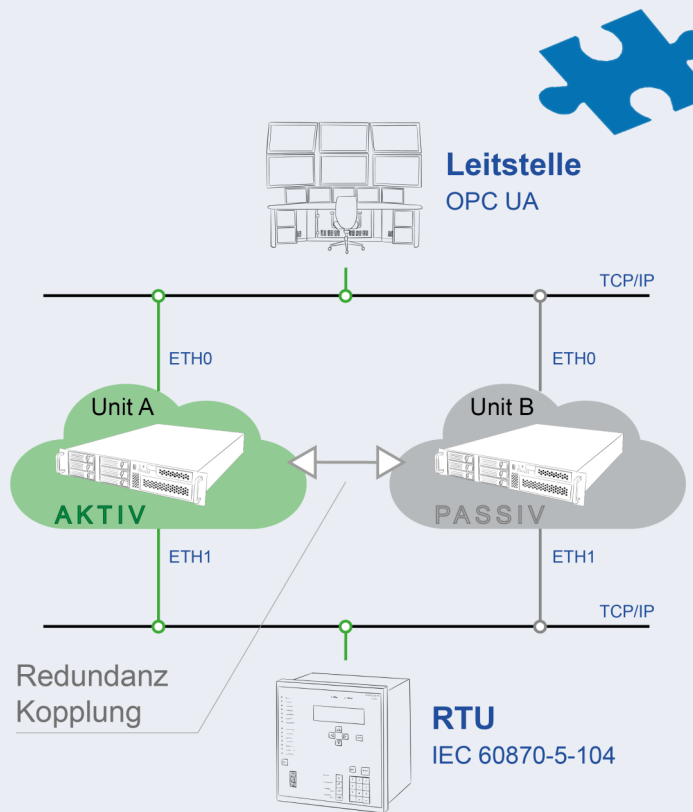 Leitstelle
OPC UA
TCP/IP
ETH0
ETH0
Unit A
Unit B
AKTIV
PASSIV
ETH1
ETH1
TCP/IP
Redundanz
Kopplung
RTU
IEC 60870-5-104